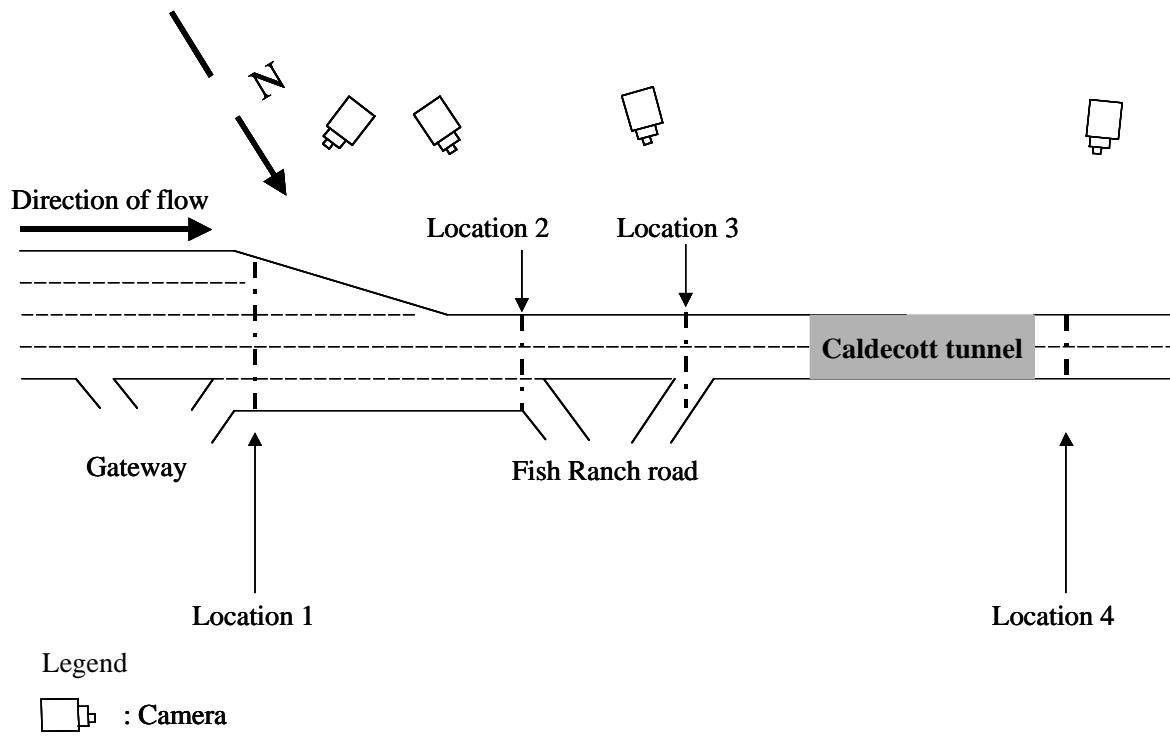 N
Direction of flow
Location 2
Location 3
Caldecott tunnel
Gateway
Fish Ranch road
Location 1
Location 4
Legend
: Camera